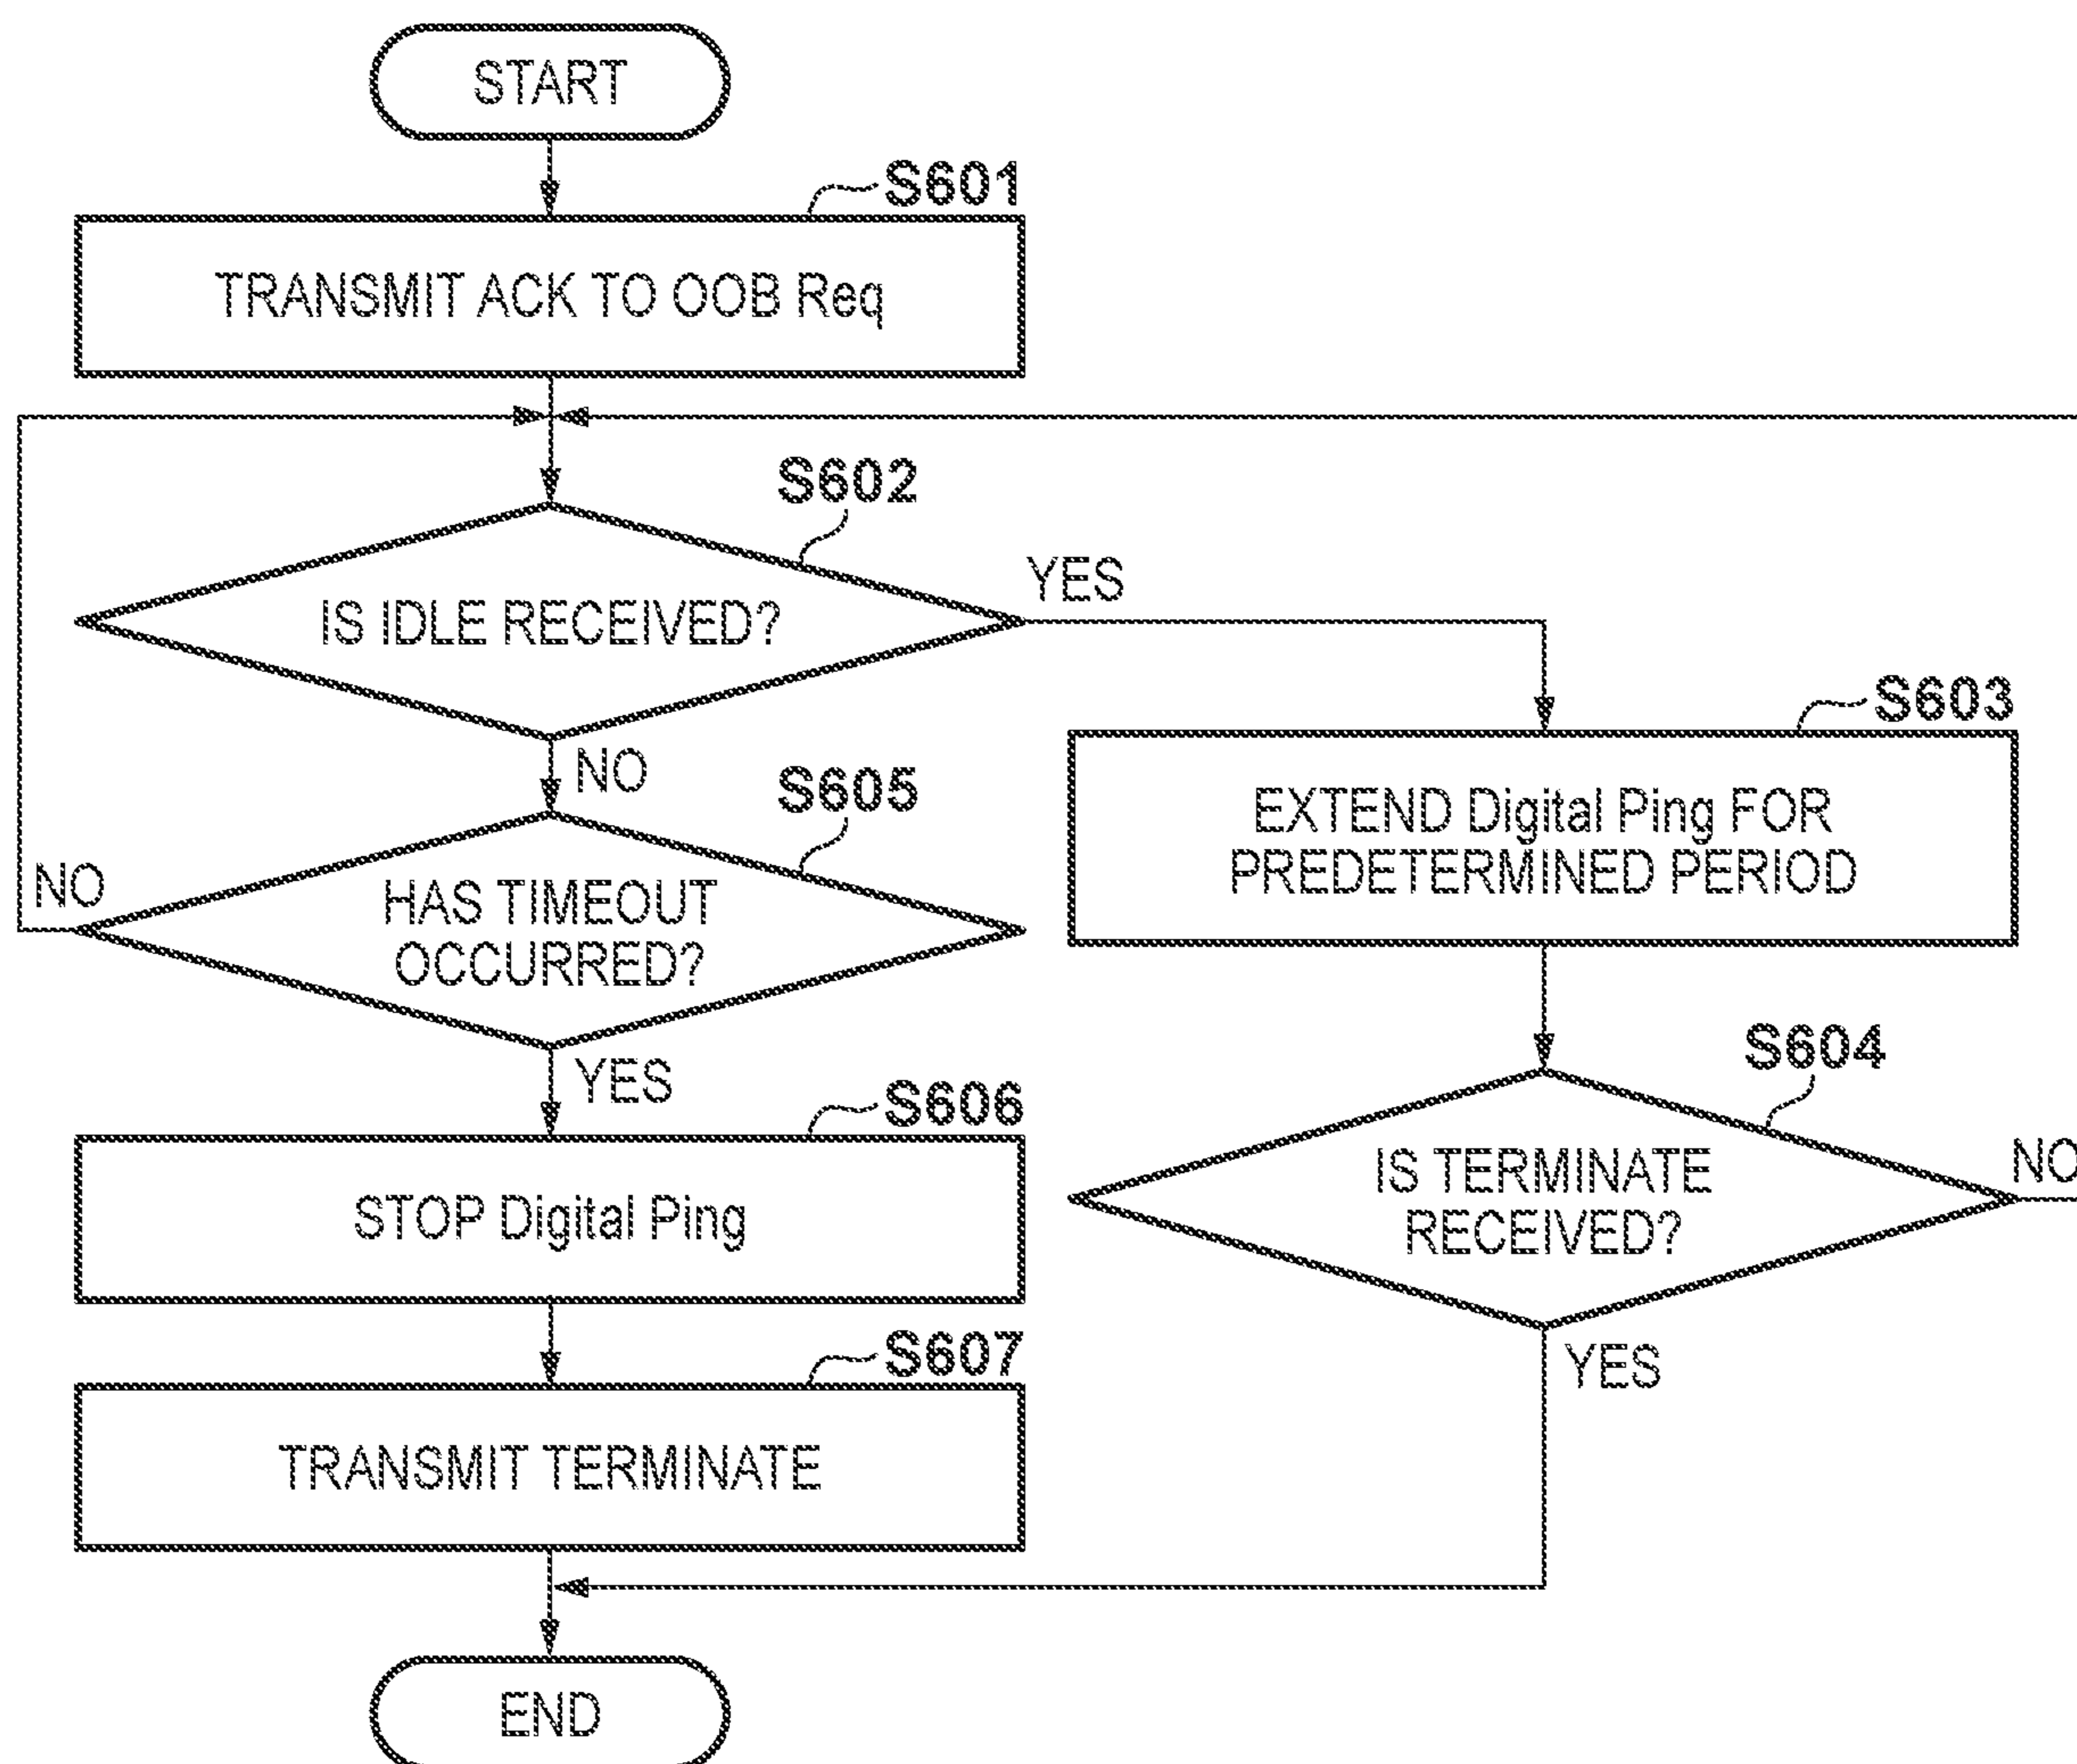 START
S601
TRANSMIT ACK TO OOB Req
S602
IS IDLE RECEIVED?
YES
NO
S603
EXTEND Digital Ping FOR
PREDETERMINED PERIOD
S605
HAS TIMEOUT
OCCURRED?
NO
YES
S604
IS TERMINATE
RECEIVED?
NO
YES
S606
STOP Digital Ping
S607
TRANSMIT TERMINATE
END